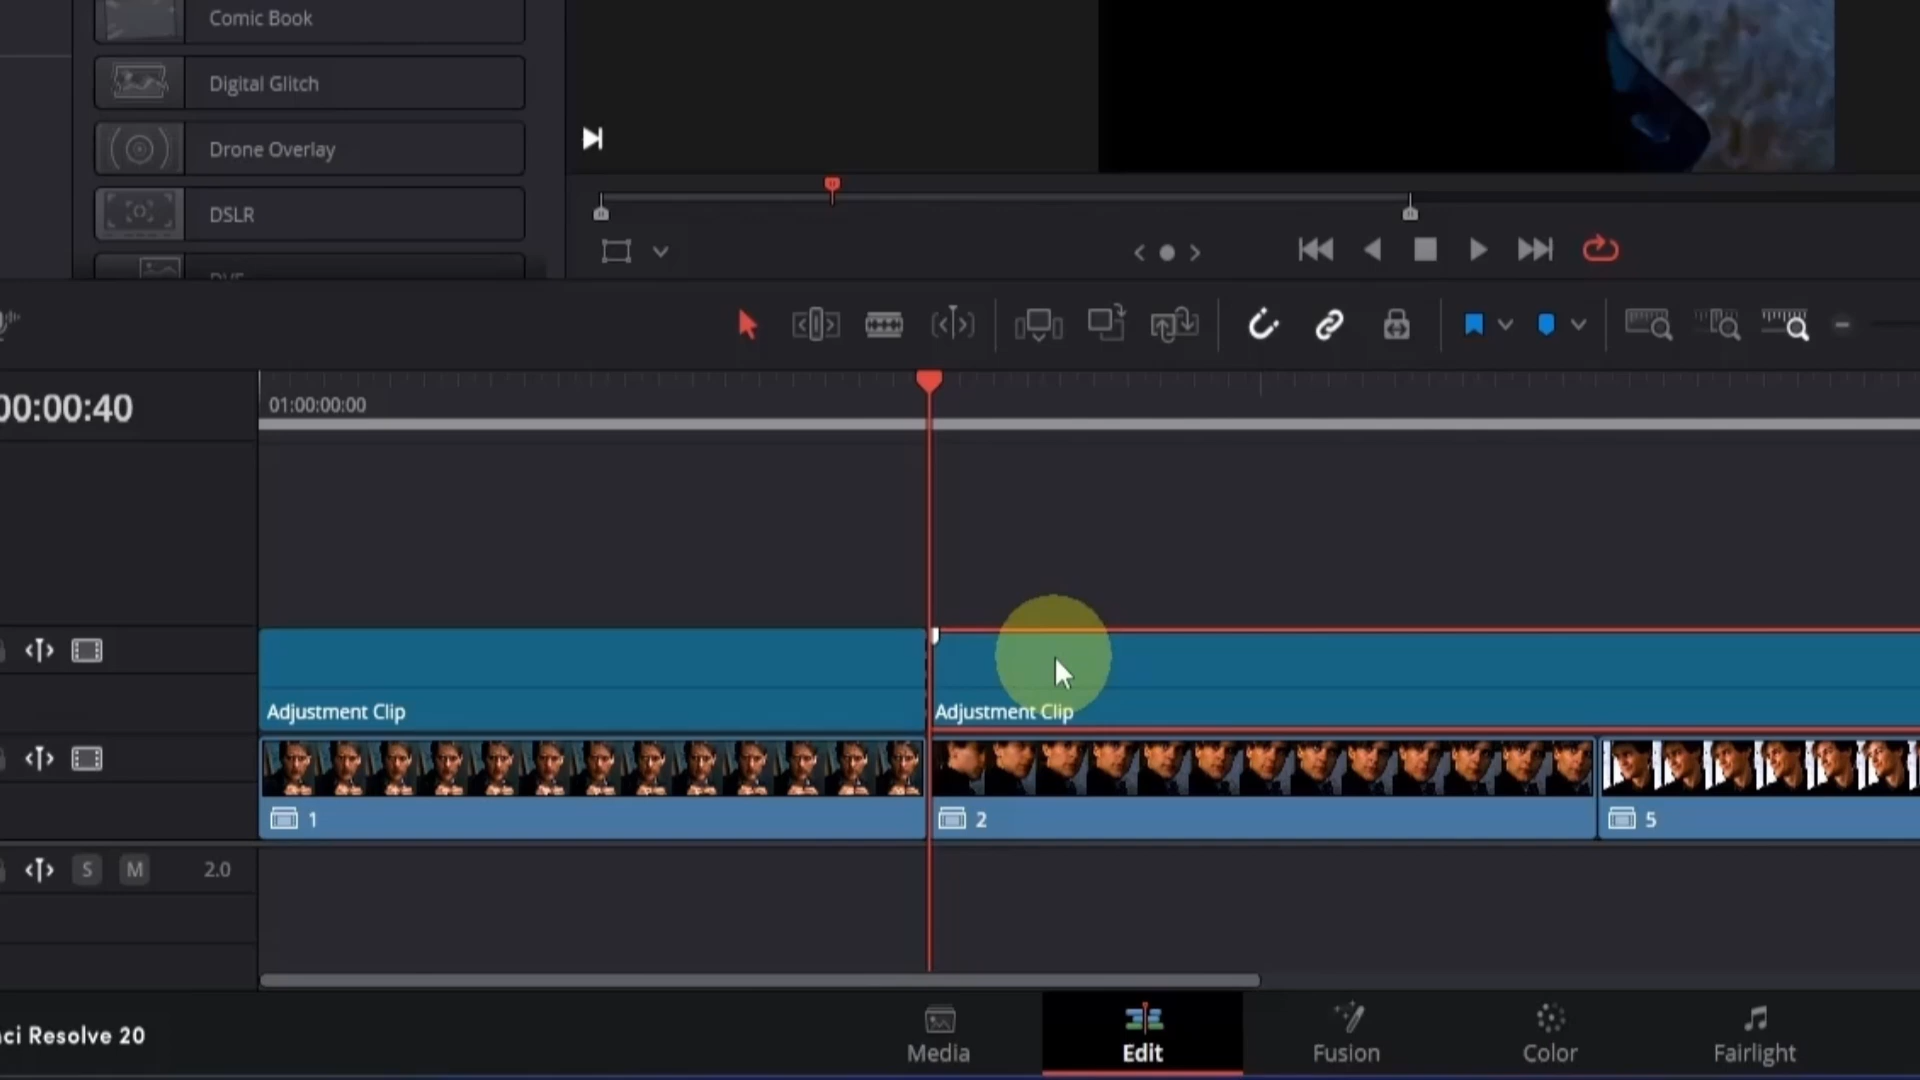 Comic Book
Digital Glitch
Drone Overlay
DSLR
00:00:40
01:00:00:00
Adjustment Clip
Adjustment Clip
1
2
5
S
M
2.0
ci Resolve 20
Media
Edit
Fusion
Color
Fairlight